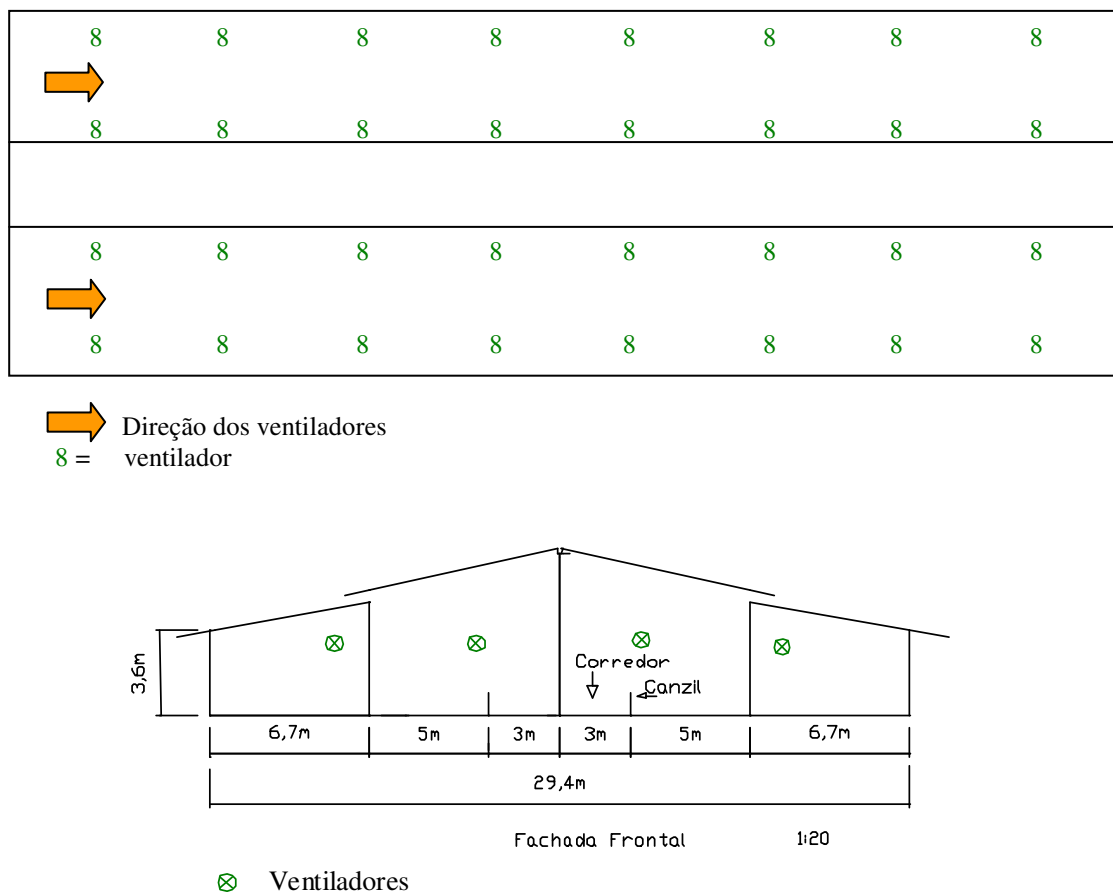 8 8 8 8 8 8 8 8
8 8 8 8 8 8 8 8
8 8 8 8 8 8 8 8
8 8 8 8 8 8 8 8
Direção dos ventiladores
8 = ventilador
Corredor
Canzil
3,6m
6,7m 5m 3m 3m 5m 6,7m
29,4m
Fachada Frontal 1:20
Ventiladores